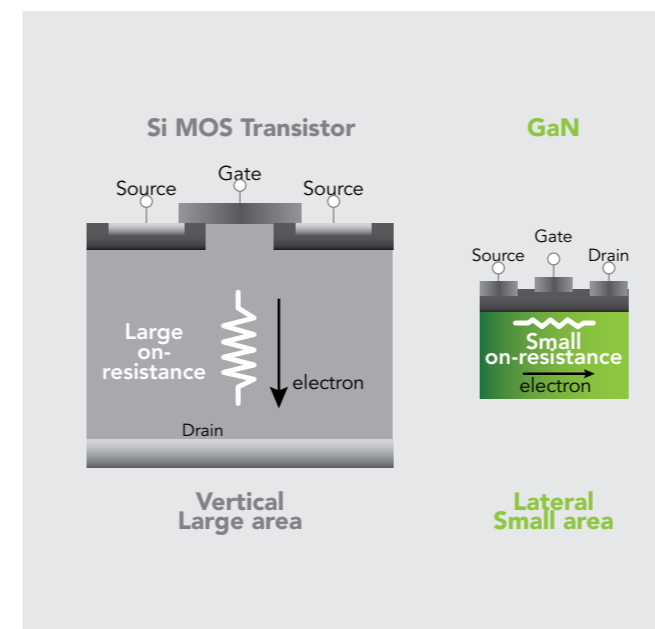 Si MOS Transistor
Gate
Source
Source
Large
on-
resistance
electron
Drain
Vertical
Large area
GaN
Gate
Source
Drain
Small
on-resistance
electron
Lateral
Small area